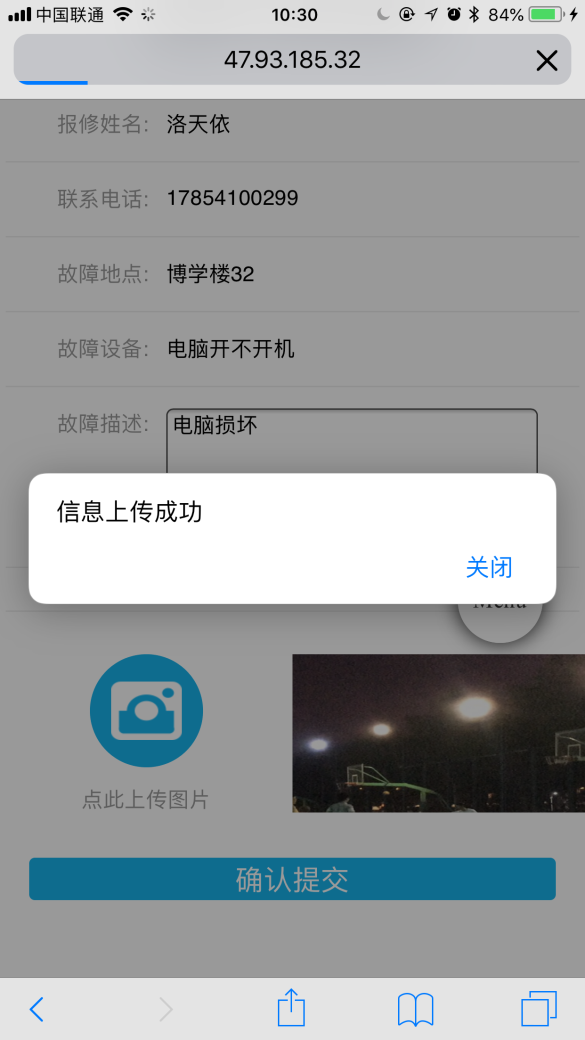 中国联通 10:30 84%
47.93.185.32
报修姓名: 洛天依
联系电话: 17854100299
故障地点: 博学楼32
故障设备: 电脑开不开机
故障描述: 电脑损坏
信息上传成功
关闭
Menu
点此上传图片
确认提交